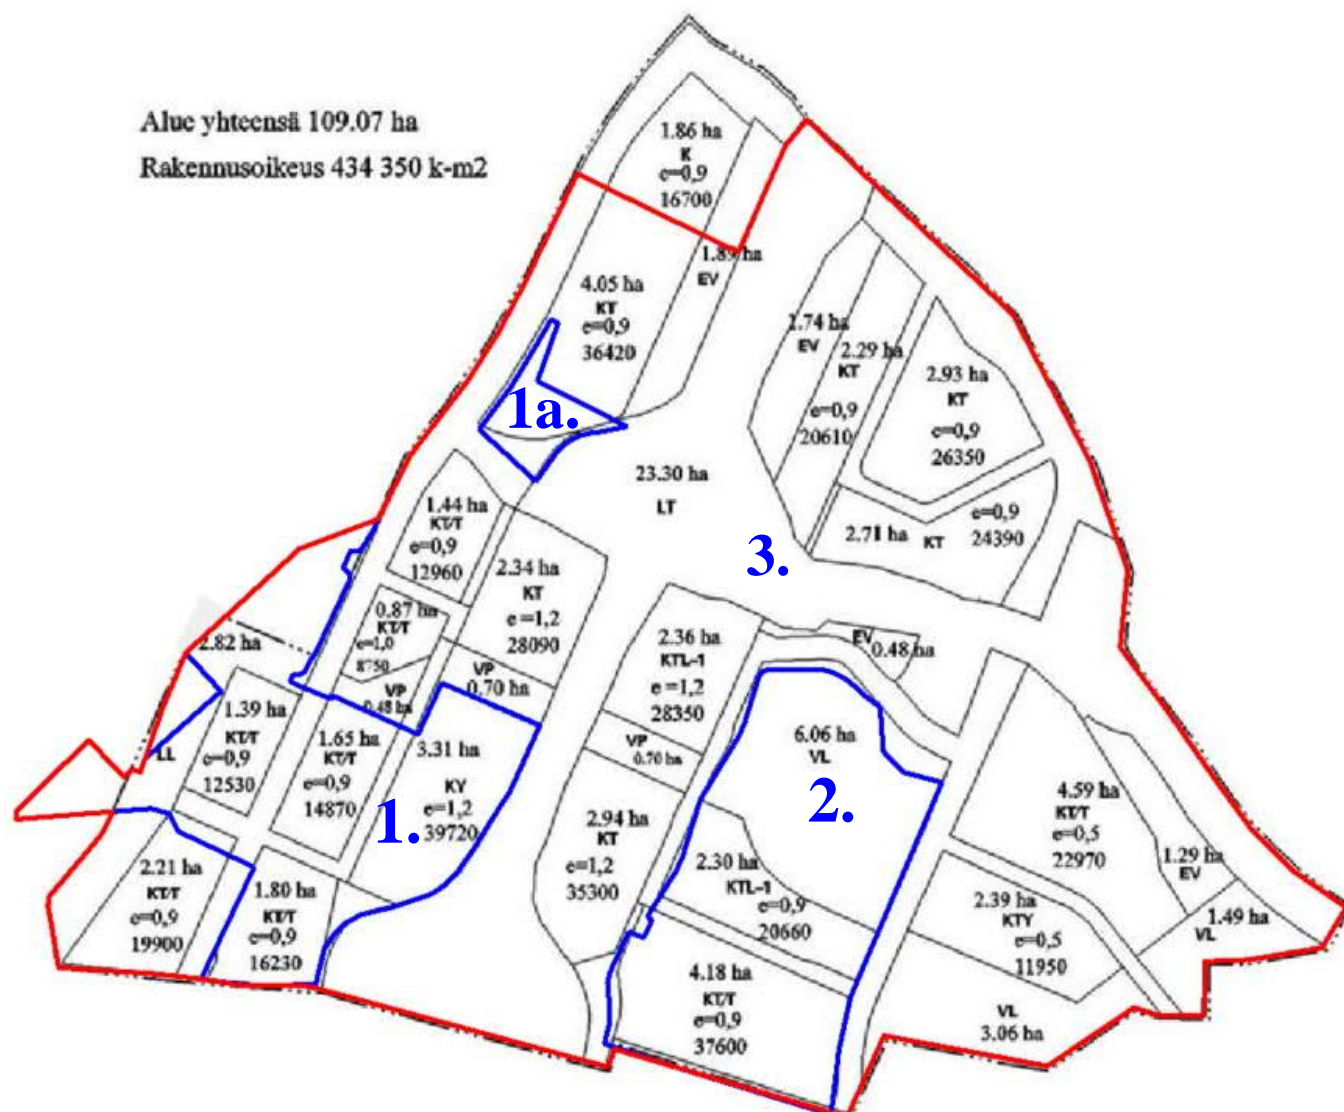 Alue yhteensä 109.07 ha
Rakennusoikeus 434 350 k-m2
1.86 ha
K
e=0,9
16700
1.89 ha
EV
4.05 ha
KT
e=0,9
36420
1a.
1.74 ha
EV
2.29 ha
KT
e=0,9
20610
2.93 ha
KT
e=0,9
26350
23.30 ha
LT
2.71 ha
KT
e=0,9
24390
3.
1.44 ha
KT/T
e=0,9
12960
2.34 ha
KT
e=1,2
28090
0.87 ha
KT/T
e=1,0
8750
VP
0.70 ha
VP
0.48 ha
2.82 ha
LL
1.39 ha
KT/T
e=0,9
12530
1.65 ha
KT/T
e=0,9
14870
3.31 ha
KY
e=1,2
39720
1.
2.36 ha
KTL-1
e=1,2
28350
VP
0.70 ha
EV
0.48 ha
6.06 ha
VL
2.
2.94 ha
KT
e=1,2
35300
2.30 ha
KTL-1
e=0,9
20660
4.59 ha
KT/T
e=0,5
22970
1.29 ha
EV
1.49 ha
VL
2.39 ha
KTY
e=0,5
11950
2.21 ha
KT/T
e=0,9
19900
1.80 ha
KT/T
e=0,9
16230
4.18 ha
KT/T
e=0,9
37600
VL
3.06 ha